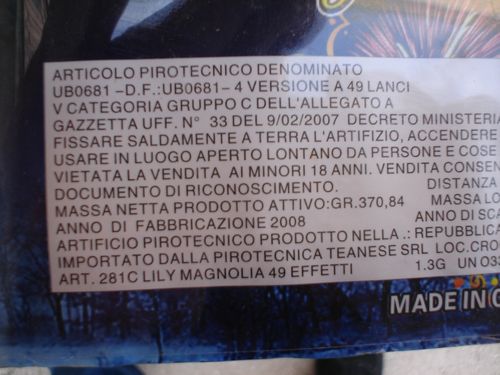 ARTICOLO PIROTECNICO DENOMINATO
UB0681 -D.F.:UB0681- 4 VERSIONE A 49 LANCI
V CATEGORIA GRUPPO C DELL'ALLEGATO A
GAZZETTA UFF. N° 33 DEL 9/02/2007 DECRETO MINISTERIA
FISSARE SALDAMENTE A TERRA L'ARTIFIZIO, ACCENDERE
USARE IN LUOGO APERTO LONTANO DA PERSONE E COSE
VIETATA LA VENDITA AI MINORI 18 ANNI. VENDITA CONSEN
DOCUMENTO DI RICONOSCIMENTO. DISTANZA
MASSA NETTA PRODOTTO ATTIVO:GR.370,84 MASSA LO
ANNO DI FABBRICAZIONE 2008 ANNO DI SC
ARTIFICIO PIROTECNICO PRODOTTO NELLA .: REPUBBLICA
IMPORTATO DALLA PIROTECNICA TEANESE SRL LOC.CRO
ART. 281C LILY MAGNOLIA 49 EFFETTI 1.3G UN 033
MADE IN C